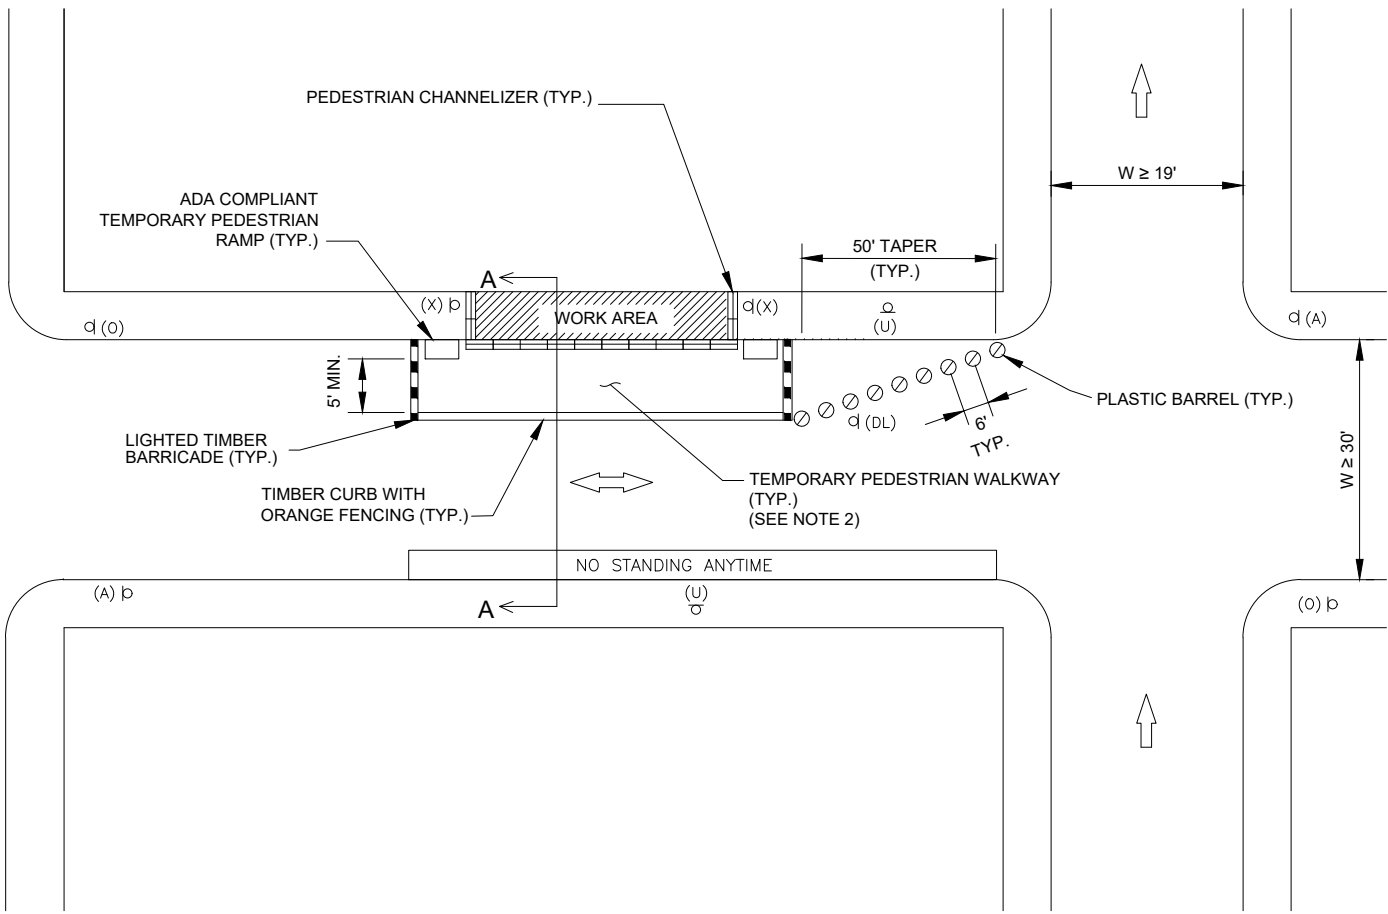 PEDESTRIAN CHANNELIZER (TYP.)
W ≥ 19'
ADA COMPLIANT
TEMPORARY PEDESTRIAN
RAMP (TYP.)
50' TAPER
(TYP.)
A
(X)
WORK AREA
(X)
(U)
(O)
(A)
5' MIN.
PLASTIC BARREL (TYP.)
(DL)
6'
TYP.
LIGHTED TIMBER
BARRICADE (TYP.)
W ≥ 30'
TIMBER CURB WITH
ORANGE FENCING (TYP.)
TEMPORARY PEDESTRIAN WALKWAY
(TYP.)
(SEE NOTE 2)
NO STANDING ANYTIME
(A)
A
(U)
(O)